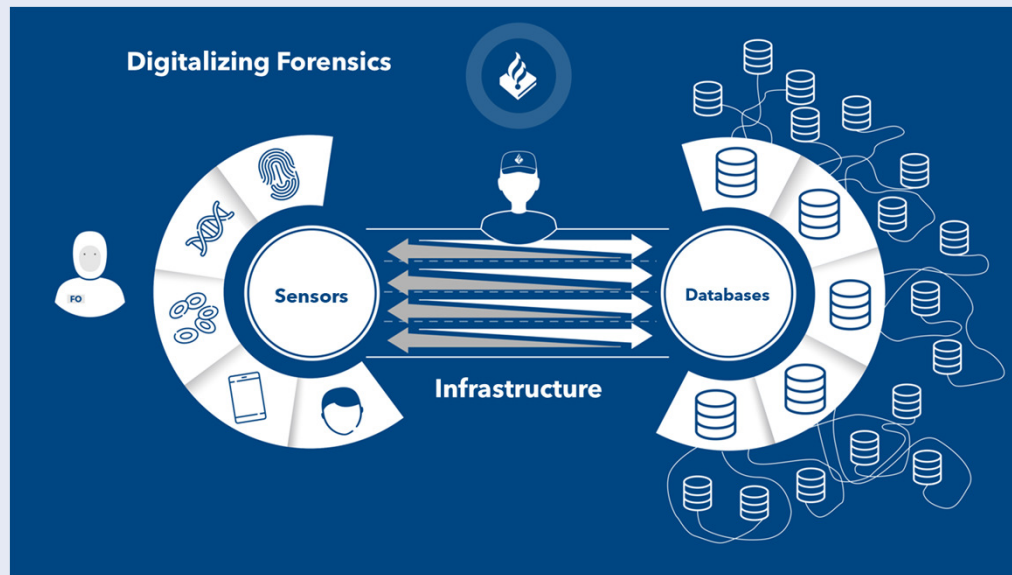 Digitalizing Forensics
FO
Sensors
Databases
Infrastructure